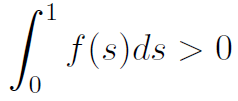 ∫₀¹ f(s)ds > 0